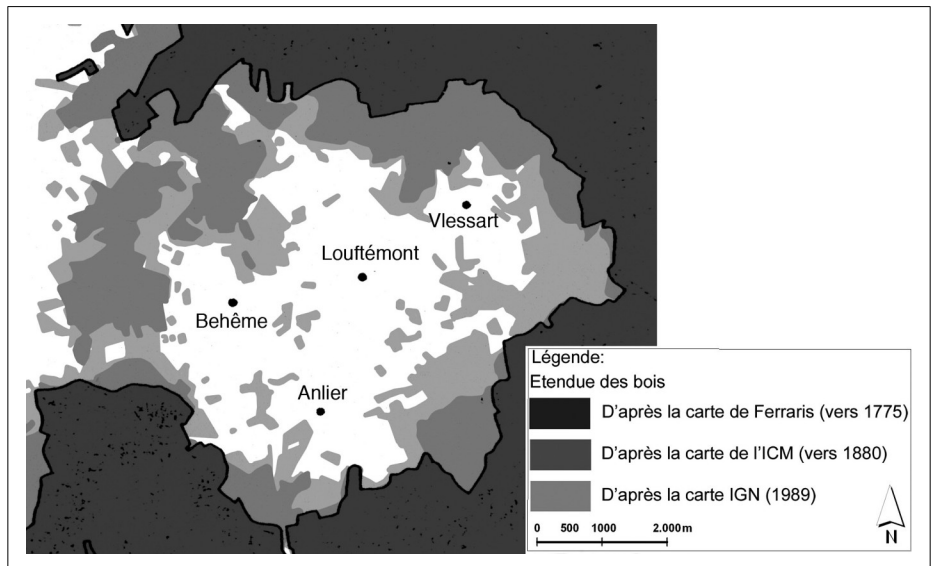 Vlessart
Louftémont
Behême
Anlier
Légende:
Etendue des bois
D'après la carte de Ferraris (vers 1775)
D'après la carte de l'ICM (vers 1880)
D'après la carte IGN (1989)
0 500 1000 2.000 m
N